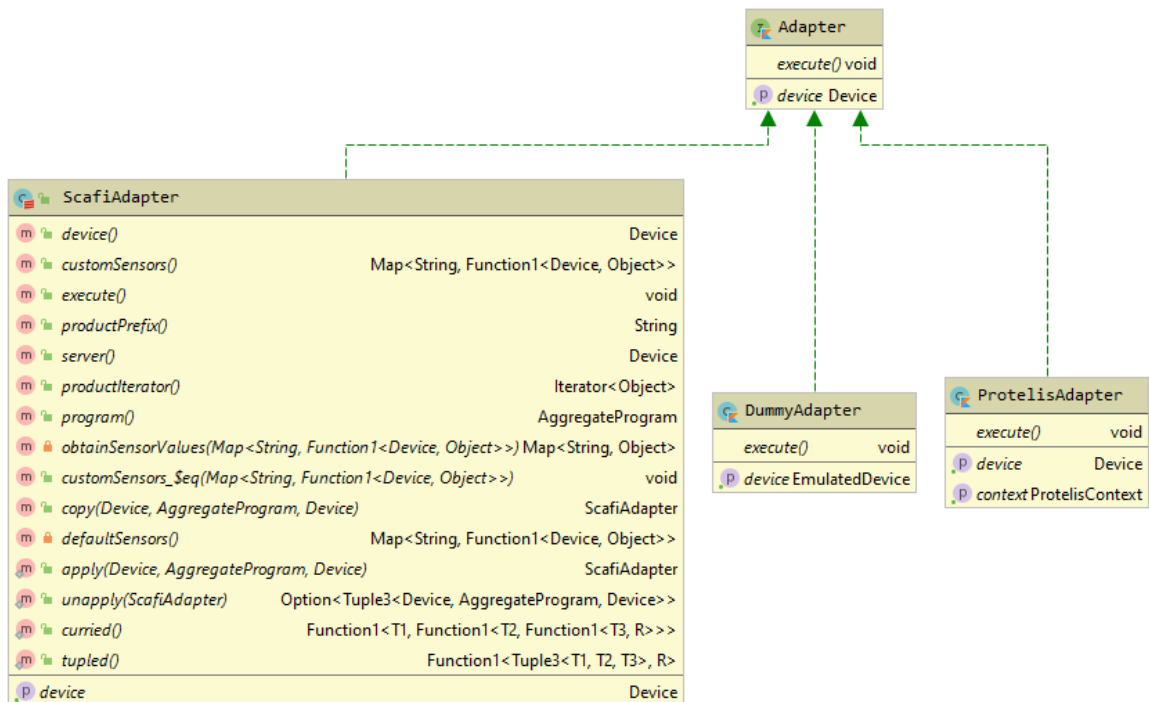 Adapter
execute() void
device Device
ScafiAdapter
device() Device
customSensors() Map<String, Function1<Device, Object>>
execute() void
productPrefix() String
server() Device
productIterator() Iterator<Object>
program() AggregateProgram
obtainSensorValues(Map<String, Function1<Device, Object>>) Map<String, Object>
customSensors_$eq(Map<String, Function1<Device, Object>>) void
copy(Device, AggregateProgram, Device) ScafiAdapter
defaultSensors() Map<String, Function1<Device, Object>>
apply(Device, AggregateProgram, Device) ScafiAdapter
unapply(ScafiAdapter) Option<Tuple3<Device, AggregateProgram, Device>>
curried() Function1<T1, Function1<T2, Function1<T3, R>>>
tupled() Function1<Tuple3<T1, T2, T3>, R>
device Device
DummyAdapter
execute() void
device EmulatedDevice
ProtelisAdapter
execute() void
device Device
context ProtelisContext